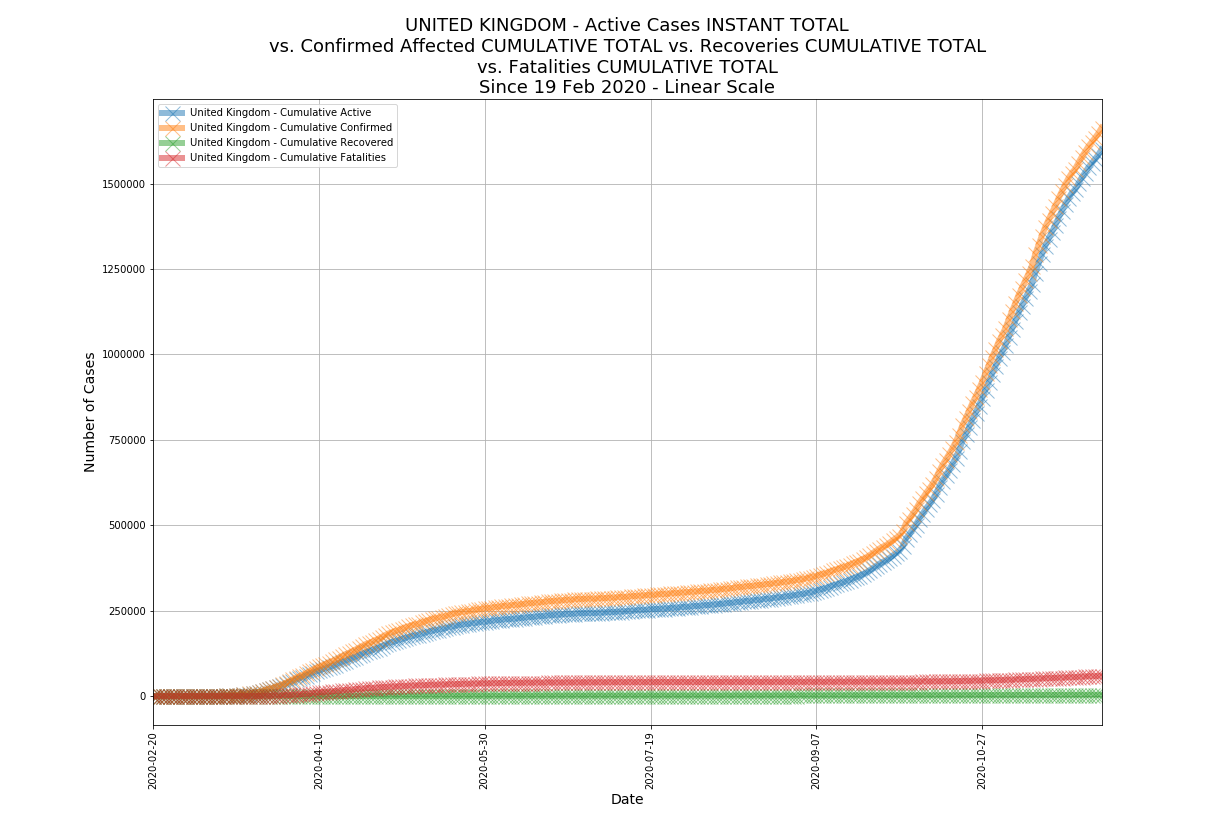 UNITED KINGDOM - Active Cases INSTANT TOTAL
vs. Confirmed Affected CUMULATIVE TOTAL vs. Recoveries CUMULATIVE TOTAL
vs. Fatalities CUMULATIVE TOTAL
Since 19 Feb 2020 - Linear Scale
United Kingdom - Cumulative Active
United Kingdom - Cumulative Confirmed
United Kingdom - Cumulative Recovered
United Kingdom - Cumulative Fatalities
1500000
1250000
1000000
750000
500000
250000
0
Number of Cases
2020-02-20
2020-04-10
2020-05-30
2020-07-19
2020-09-07
2020-10-27
Date